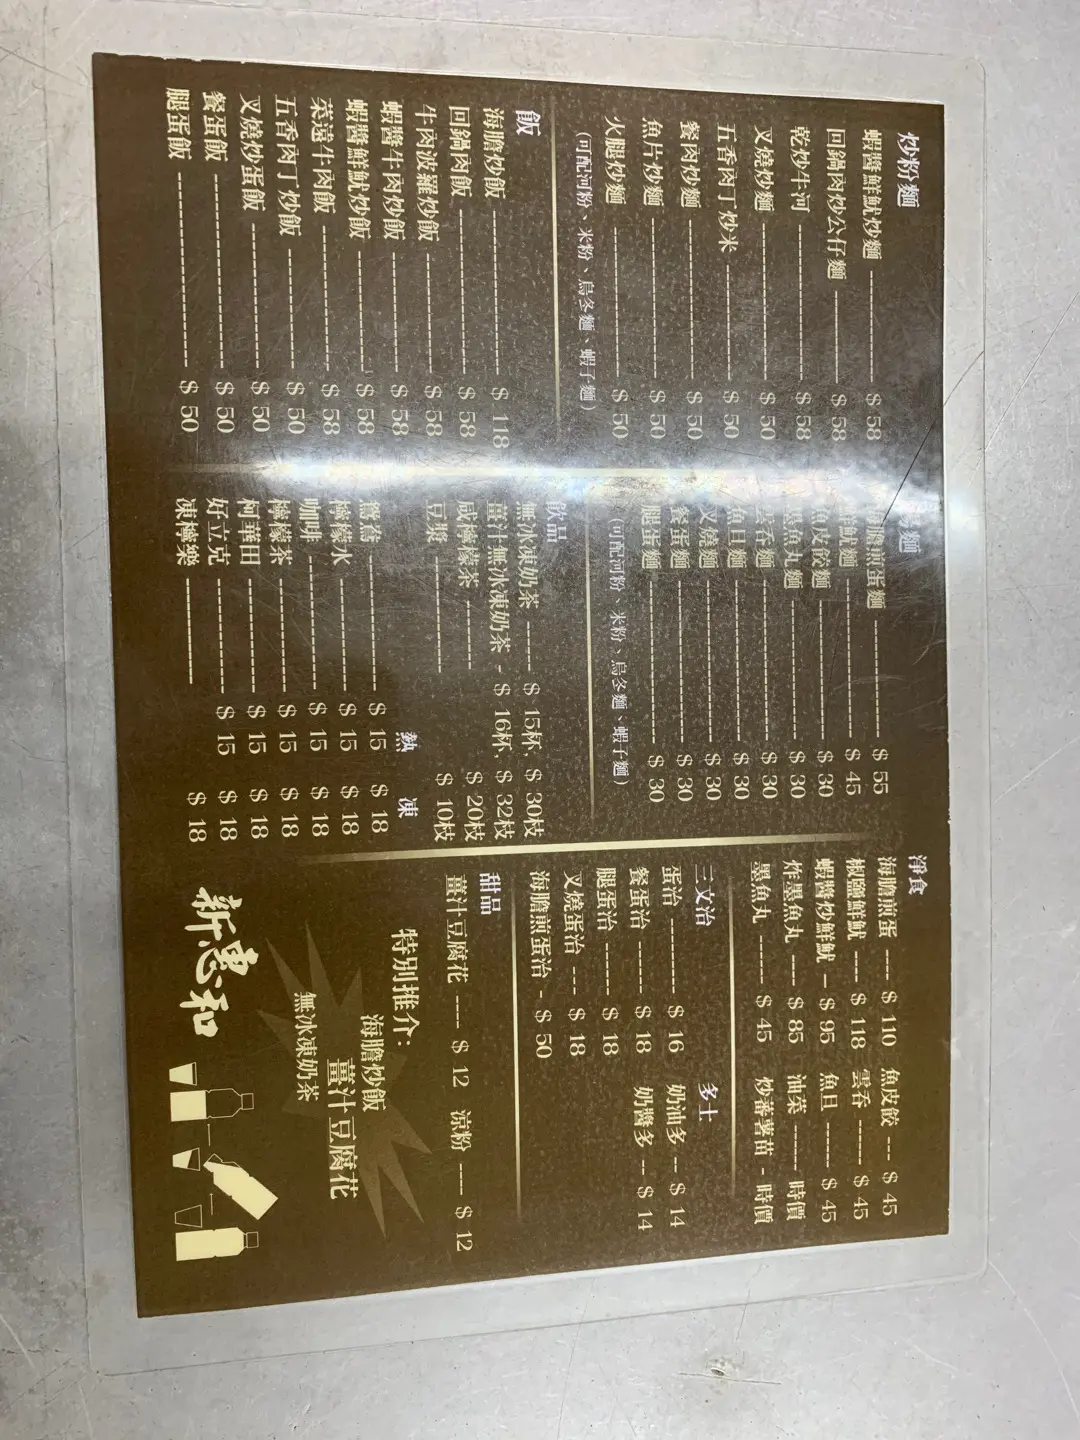 炒粉麵
蝦醬鮮魷炒麵 $ 58
回鍋肉炒公仔麵 $ 58
乾炒牛河 $ 58
叉燒炒麵 $ 50
五香肉丁炒米 $ 50
餐肉炒麵 $ 50
魚片炒麵 $ 50
火腿炒麵 $ 50
(可配河粉、米粉、烏冬麵、蝦子麵)
飯
海膽炒飯 $ 118
回鍋肉飯 $ 58
牛肉波羅炒飯 $ 58
蝦醬牛肉炒飯 $ 58
蝦醬鮮魷炒飯 $ 58
菜遠牛肉飯 $ 58
五香肉丁炒飯 $ 50
叉燒炒蛋飯 $ 50
餐蛋飯 $ 50
腿蛋飯 $ 50
麵
煎蛋麵 $ 55
麵 $ 45
魚皮餃麵 $ 30
墨魚丸麵 $ 30
雲吞麵 $ 30
魚旦麵 $ 30
叉燒麵 $ 30
餐蛋麵 $ 30
腿蛋麵 $ 30
(可配河粉、米粉、烏冬麵、蝦子麵)
飲品
無冰凍奶茶 $ 15杯, $ 30枝
薑汁無冰凍奶茶 - $ 16杯, $ 32枝
咸檸檬茶 $ 20枝
豆漿 $ 10枝
熱 凍
鴛鴦 $ 15 $ 18
檸檬水 $ 15 $ 18
咖啡 $ 15 $ 18
檸檬茶 $ 15 $ 18
柯華田 $ 15 $ 18
好立克 $ 15 $ 18
凍檸樂 $ 18
淨食
海膽煎蛋 $ 110 魚皮餃 $ 45
椒鹽鮮魷 $ 118 雲吞 $ 45
蝦醬炒鮮魷 $ 95 魚旦 $ 45
炸墨魚丸 $ 85 油菜 時價
墨魚丸 $ 45 炒蕃薯苗 - 時價
三文治 多士
蛋治 $ 16 奶油多 $ 14
餐蛋治 $ 18 奶醬多 $ 14
腿蛋治 $ 18
叉燒蛋治 $ 18
海膽煎蛋治 - $ 50
甜品
薑汁豆腐花 $ 12 涼粉 $ 12
特別推介:
海膽炒飯
薑汁豆腐花
無冰凍奶茶
新惠和